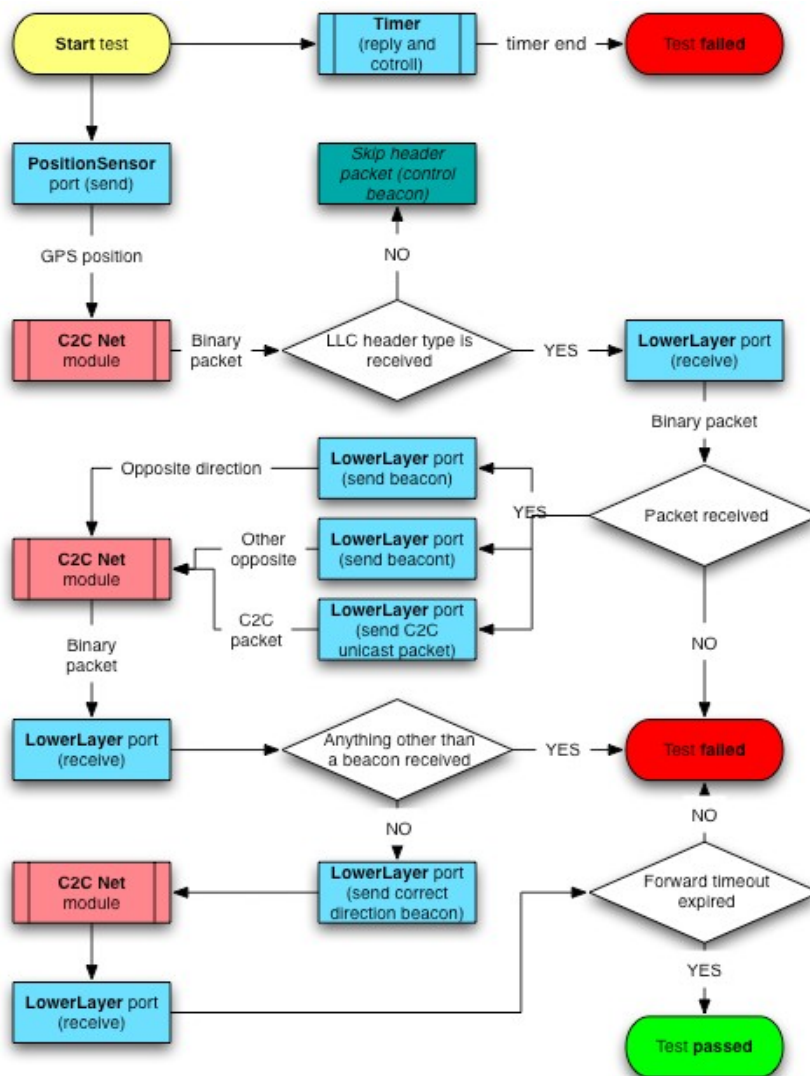 Start test
Timer
(reply and
cotroll)
timer end
Test failed
PositionSensor
port (send)
Skip header
packet (control
beacon)
GPS position
NO
C2C Net
module
Binary
packet
LLC header type is
received
YES
LowerLayer port
(receive)
Binary packet
Opposite direction
LowerLayer port
(send beacon)
YES
Packet received
C2C Net
module
Other
opposite
LowerLayer port
(send beacont)
C2C
packet
LowerLayer port
(send C2C
unicast packet)
Binary
packet
NO
LowerLayer port
(receive)
Anything other than
a beacon received
YES
Test failed
NO
NO
C2C Net
module
LowerLayer port
(send correct
direction beacon)
Forward timeout
expired
YES
LowerLayer port
(receive)
Test passed